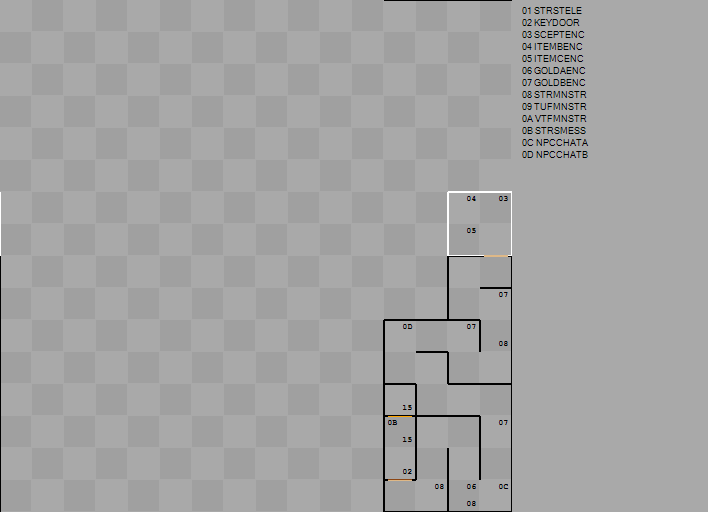 01 STRSTELE
02 KEYDOOR
03 SCEPTENC
04 ITEMBENC
05 ITEMCENC
06 GOLDAENC
07 GOLDBENC
08 STRMNSTR
09 TUFMNSTR
0A VTFMNSTR
0B STRSMESS
0C NPCCHATA
0D NPCCHATB
04 03
05
07
0D 07
08
15
0B 07
15
02
08 06 0C
08